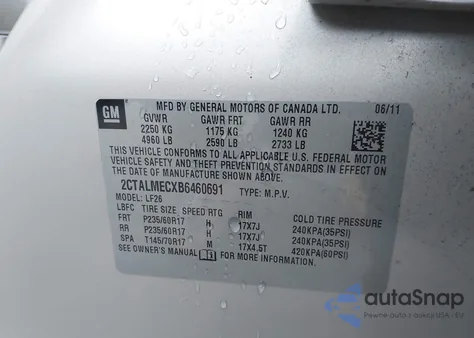 GM
MFD BY GENERAL MOTORS OF CANADA LTD. 06/11
GVWR GAWR FRT GAWR RR
2250 KG 1175 KG 1240 KG
4960 LB 2590 LB 2733 LB
THIS VEHICLE CONFORMS TO ALL APPLICABLE U.S. FEDERAL MOTOR
VEHICLE SAFETY AND THEFT PREVENTION STANDARDS IN
EFFECT ON THE DATE OF MANUFACTURE SHOWN ABOVE.
2CTALMECXB6460691 TYPE: M.P.V.
MODEL: LF26
LBFC TIRE SIZE SPEED RTG RIM COLD TIRE PRESSURE
FRT P235/60R17 H 17X7J 240KPA(35PSI)
RR P235/60R17 H 17X7J 240KPA(35PSI)
SPA T145/70R17 M 17X4.5T 420KPA(60PSI)
SEE OWNER'S MANUAL FOR MORE INFORMATION.
autoSnap
Pewne auto z USA i EU